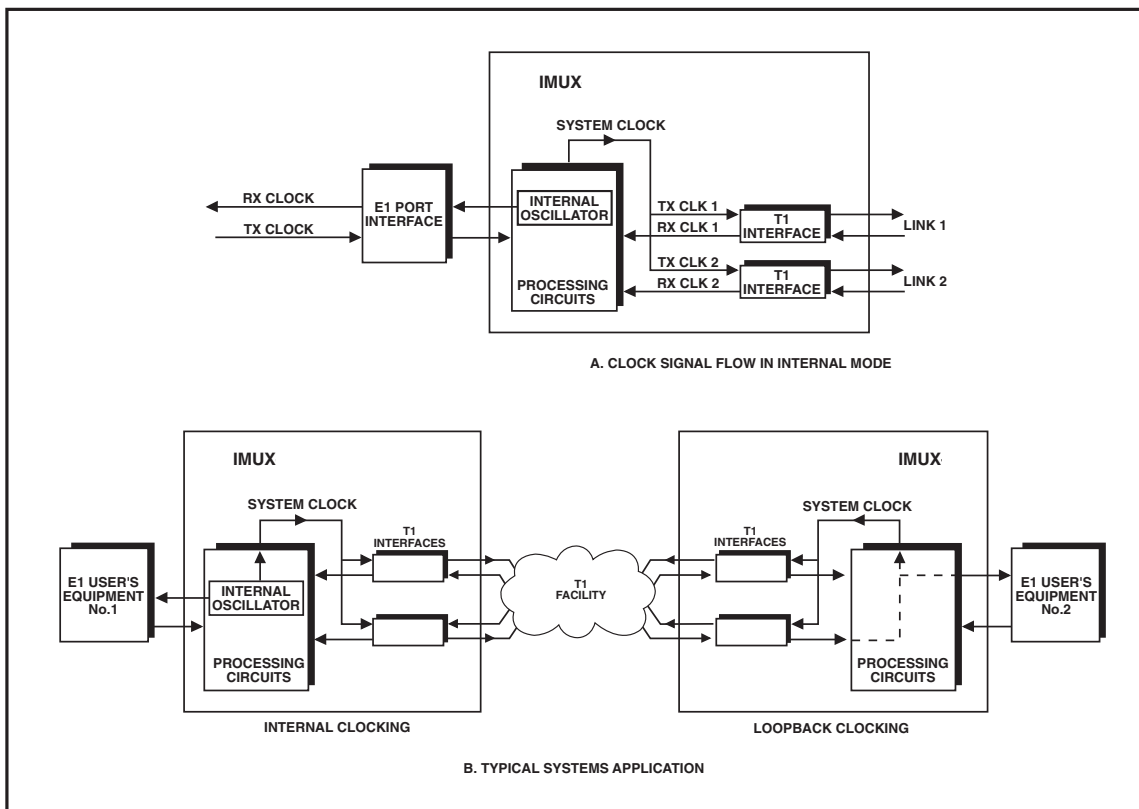 IMUX
SYSTEM CLOCK
RX CLOCK
TX CLOCK
E1 PORT
INTERFACE
INTERNAL
OSCILLATOR
PROCESSING
CIRCUITS
TX CLK 1
RX CLK 1
TX CLK 2
RX CLK 2
T1
INTERFACE
T1
INTERFACE
LINK 1
LINK 2
A. CLOCK SIGNAL FLOW IN INTERNAL MODE
IMUX
SYSTEM CLOCK
T1
INTERFACES
E1 USER'S
EQUIPMENT
No.1
INTERNAL
OSCILLATOR
PROCESSING
CIRCUITS
INTERNAL CLOCKING
T1
FACILITY
IMUX
SYSTEM CLOCK
T1
INTERFACES
PROCESSING
CIRCUITS
E1 USER'S
EQUIPMENT
No.2
LOOPBACK CLOCKING
B. TYPICAL SYSTEMS APPLICATION